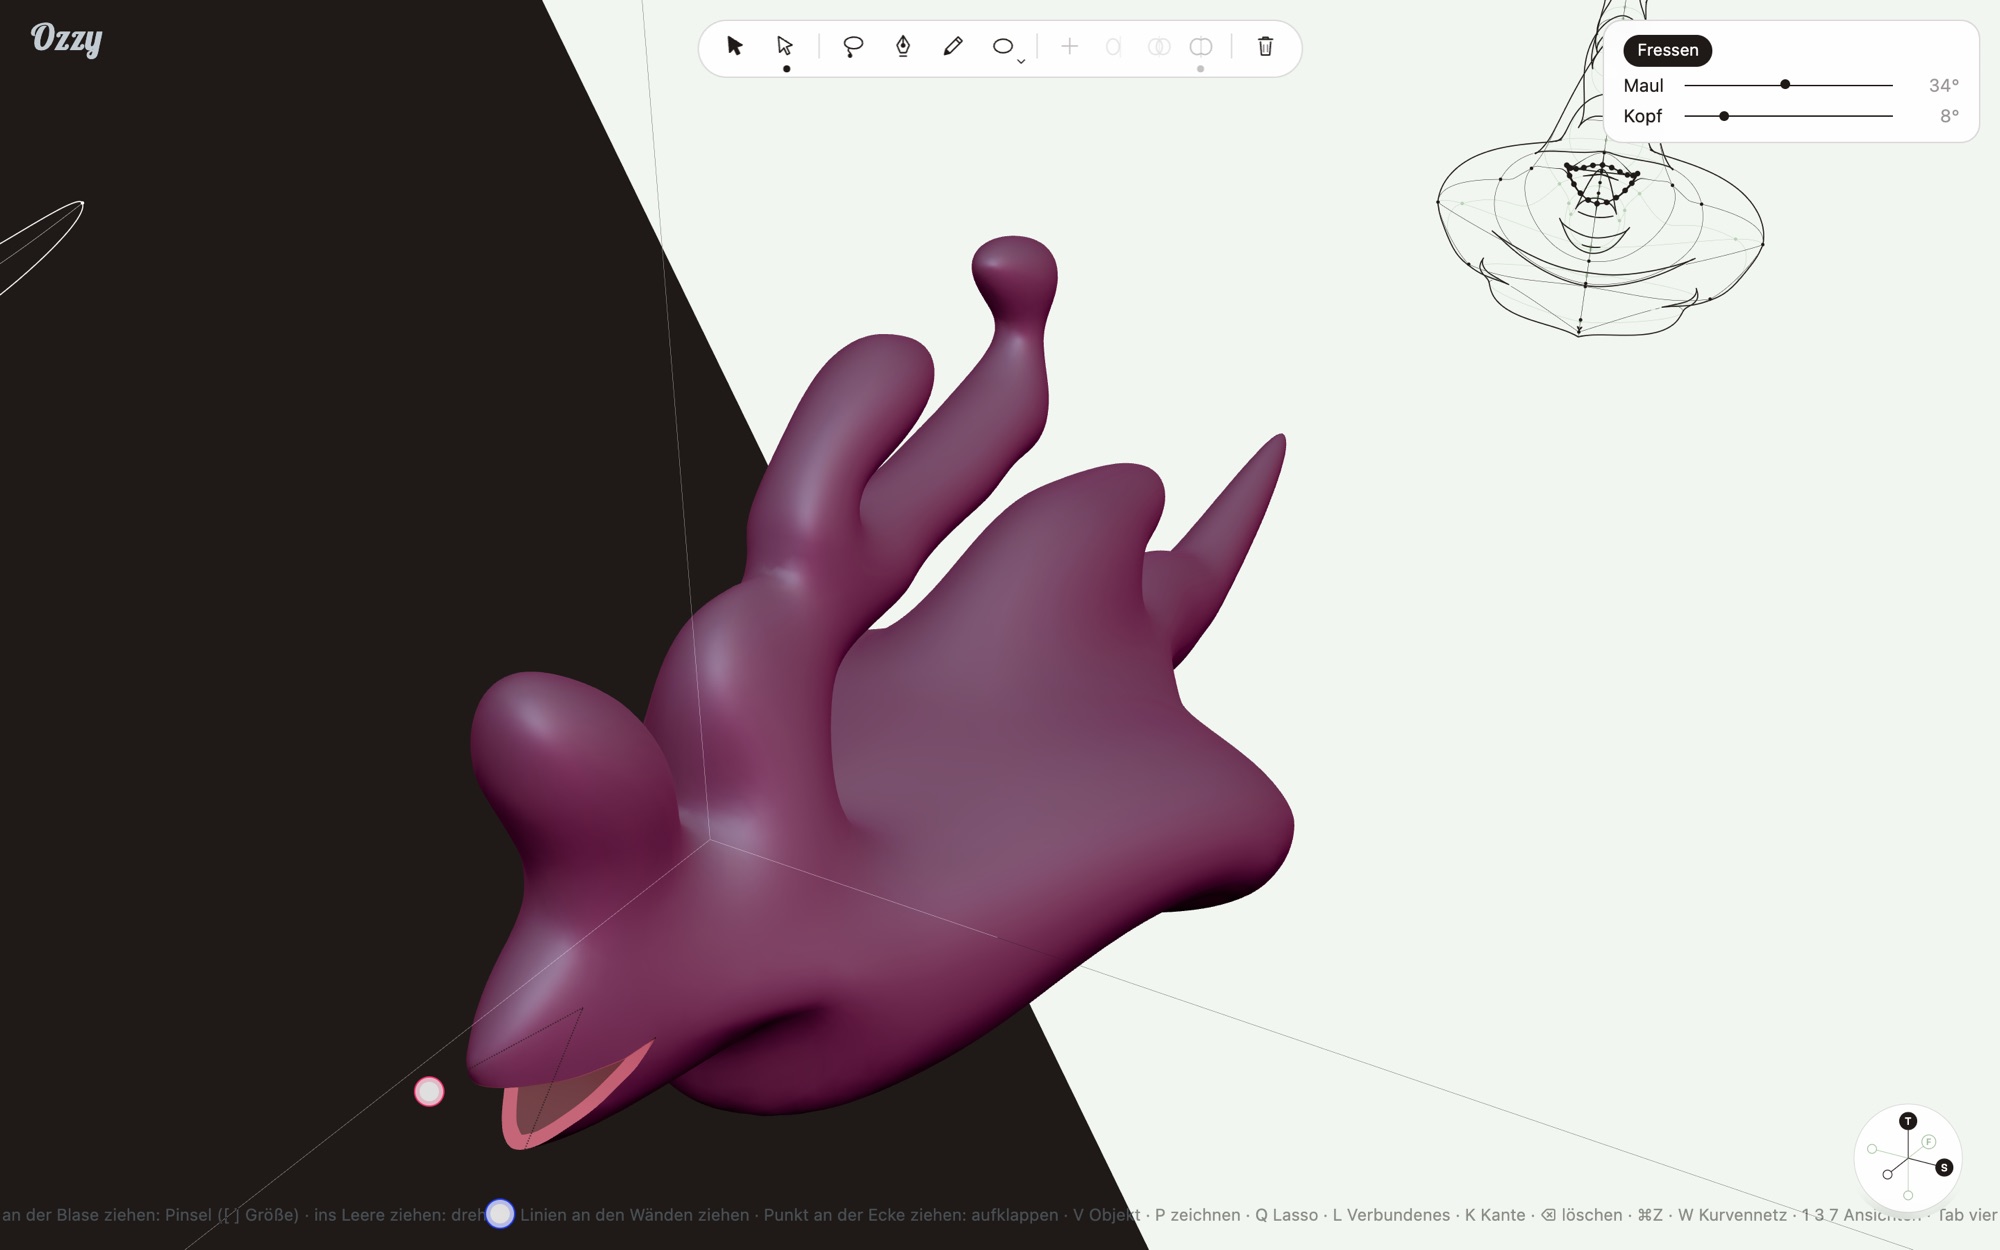 Ozzy
Fressen
Maul 34°
Kopf 8°
T
F
S
an der Blase ziehen: Pinsel ([ ] Größe) · ins Leere ziehen: dreh Linien an den Wänden ziehen · Punkt an der Ecke ziehen: aufklappen · V Objekt · P zeichnen · Q Lasso · L Verbundenes · K Kante · ⌫ löschen · ⌘Z · W Kurvennetz · 1 3 7 Ansichten · Tab vier